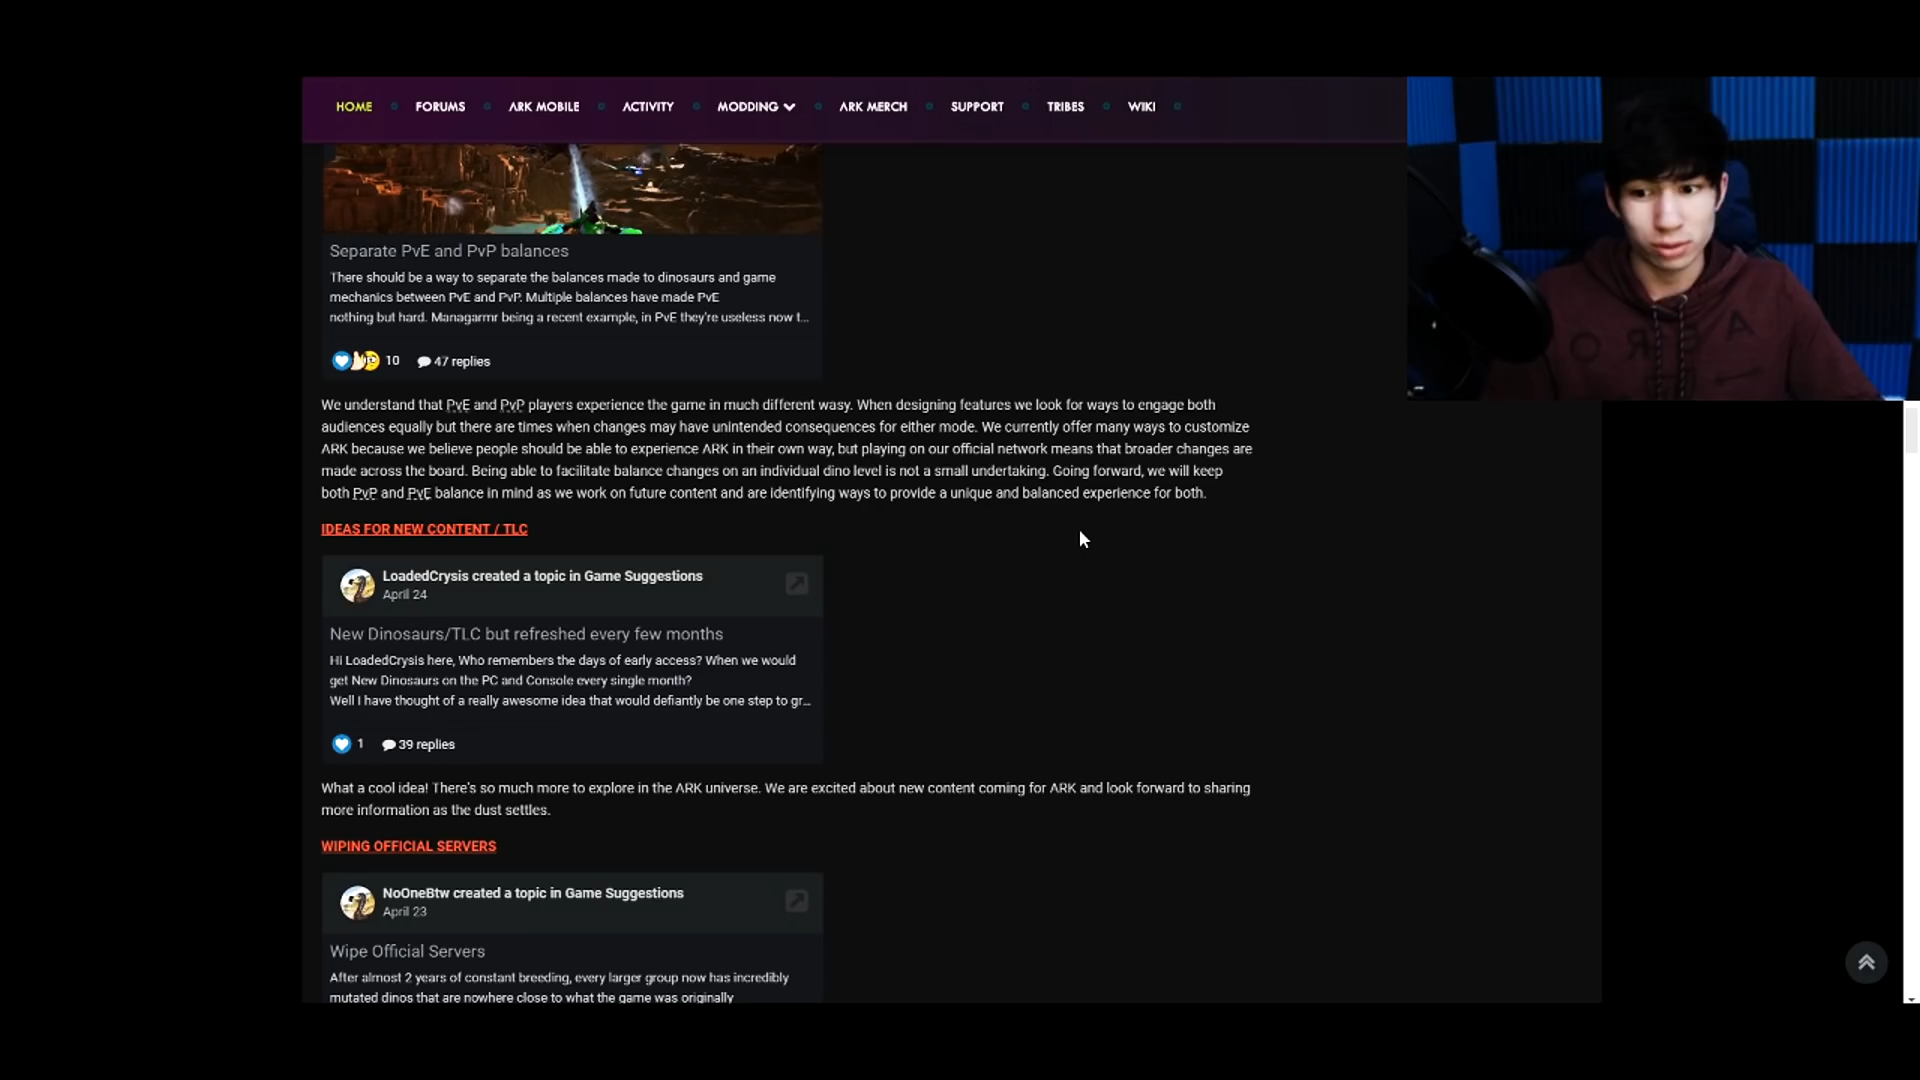 HOME FORUMS ARK MOBILE ACTIVITY MODDING ARK MERCH SUPPORT TRIBES WIKI
Separate PvE and PvP balances
There should be a way to separate the balances made to dinosaurs and game
mechanics between PvE and PvP. Multiple balances have made PvE
nothing but hard. Managarmr being a recent example, in PvE they're useless now t...
10 47 replies
We understand that PvE and PvP players experience the game in much different wasy. When designing features we look for ways to engage both
audiences equally but there are times when changes may have unintended consequences for either mode. We currently offer many ways to customize
ARK because we believe people should be able to experience ARK in their own way, but playing on our official network means that broader changes are
made across the board. Being able to facilitate balance changes on an individual dino level is not a small undertaking. Going forward, we will keep
both PvP and PvE balance in mind as we work on future content and are identifying ways to provide a unique and balanced experience for both.
IDEAS FOR NEW CONTENT / TLC
LoadedCrysis created a topic in Game Suggestions
April 24
New Dinosaurs/TLC but refreshed every few months
Hi LoadedCrysis here, Who remembers the days of early access? When we would
get New Dinosaurs on the PC and Console every single month?
Well I have thought of a really awesome idea that would defiantly be one step to gr...
1 39 replies
What a cool idea! There's so much more to explore in the ARK universe. We are excited about new content coming for ARK and look forward to sharing
more information as the dust settles.
WIPING OFFICIAL SERVERS
NoOneBtw created a topic in Game Suggestions
April 23
Wipe Official Servers
After almost 2 years of constant breeding, every larger group now has incredibly
mutated dinos that are nowhere close to what the game was originally